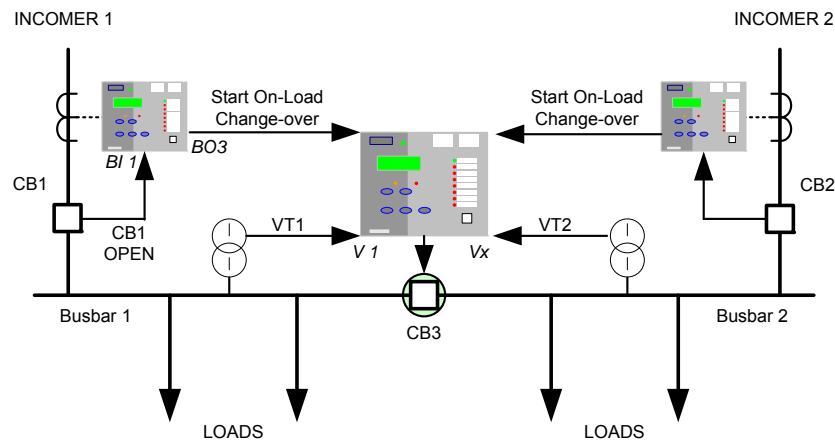 INCOMER 1
INCOMER 2
Start On-Load
Change-over
Start On-Load
Change-over
BI 1
BO3
CB1
CB2
CB1
OPEN
VT1
VT2
V 1
Vx
Busbar 1
CB3
Busbar 2
LOADS
LOADS